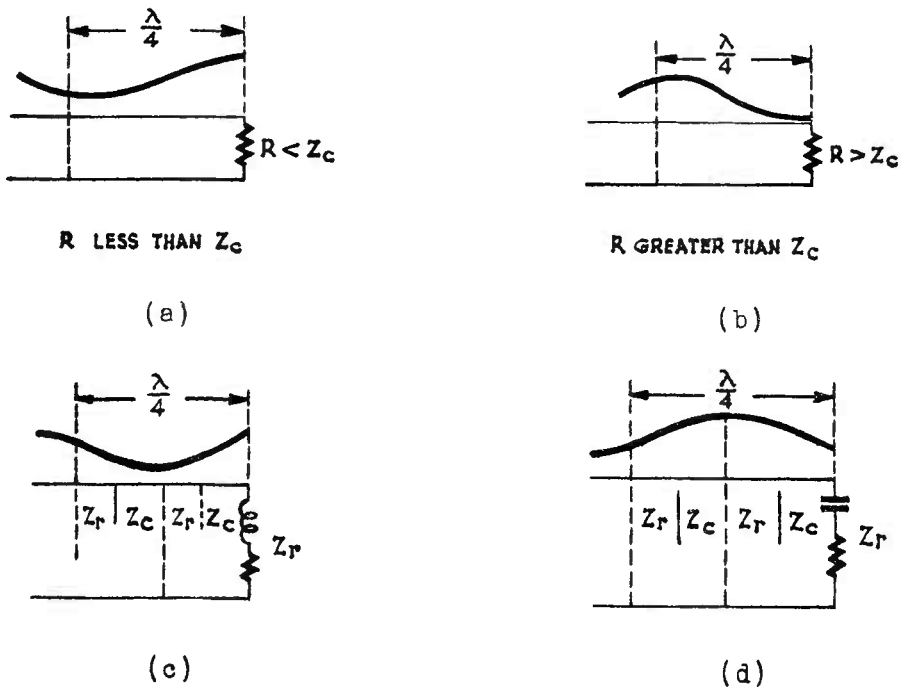 λ/4
R < Zc
R LESS THAN Zc
(a)
λ/4
R > Zc
R GREATER THAN Zc
(b)
λ/4
Zr | Zc | Zr | Zc
Zr
(c)
λ/4
Zr | Zc | Zr | Zc
Zr
(d)